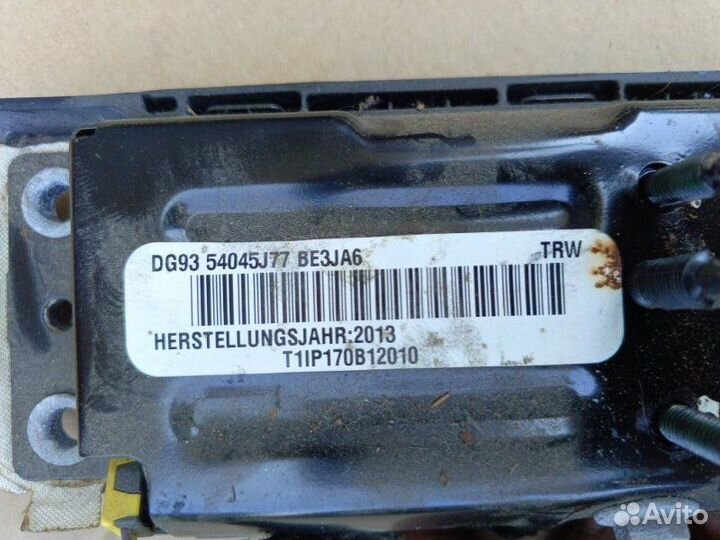 DG93 54045J77 BE3JA6 TRW
HERSTELLUNGSJAHR:2013
T1IP170B12010
Avito